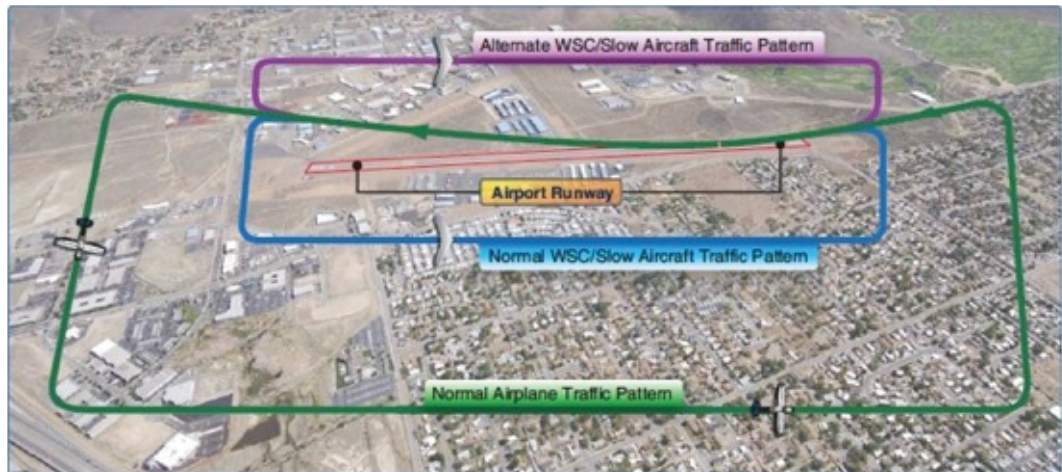 Alternate WSC/Slow Aircraft Traffic Pattern
Airport Runway
Normal WSC/Slow Aircraft Traffic Pattern
Normal Airplane Traffic Pattern